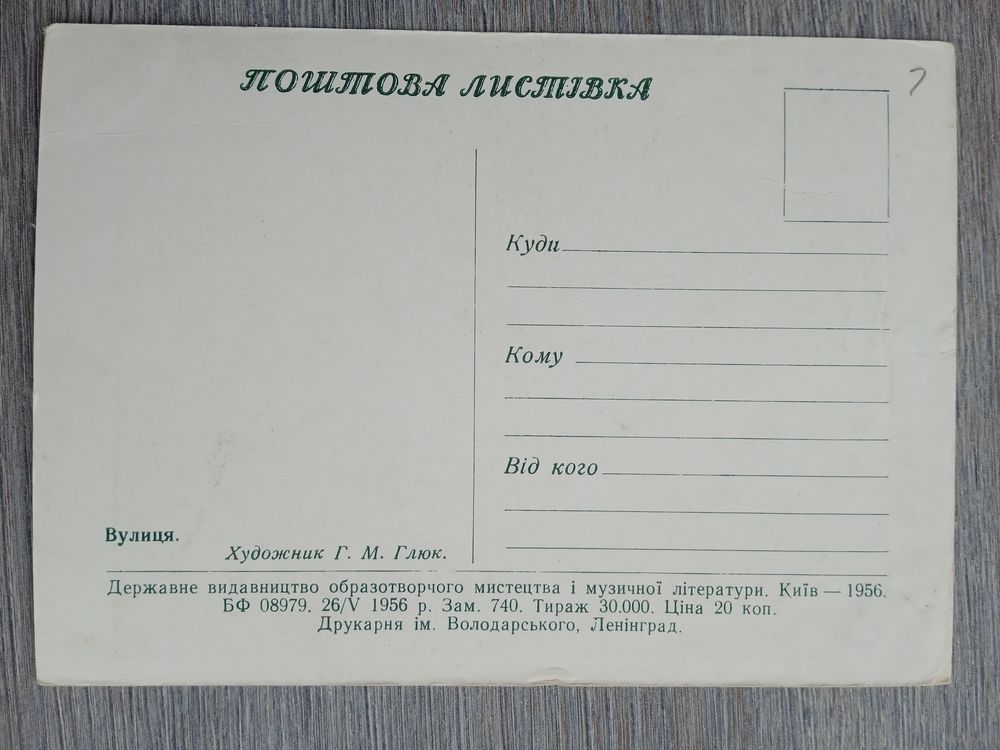 ПОШТОВА ЛИСТІВКА
7
Куди
Кому
Від кого
Вулиця.
Художник Г. М. Глюк.
Державне видавництво образотворчого мистецтва і музичної літератури. Київ — 1956.
БФ 08979. 26/V 1956 р. Зам. 740. Тираж 30.000. Ціна 20 коп.
Друкарня ім. Володарського, Ленінград.